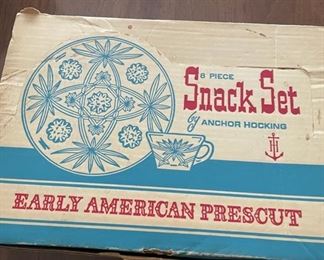 8 PIECE
Snack Set
by ANCHOR HOCKING
EARLY AMERICAN PRESCUT